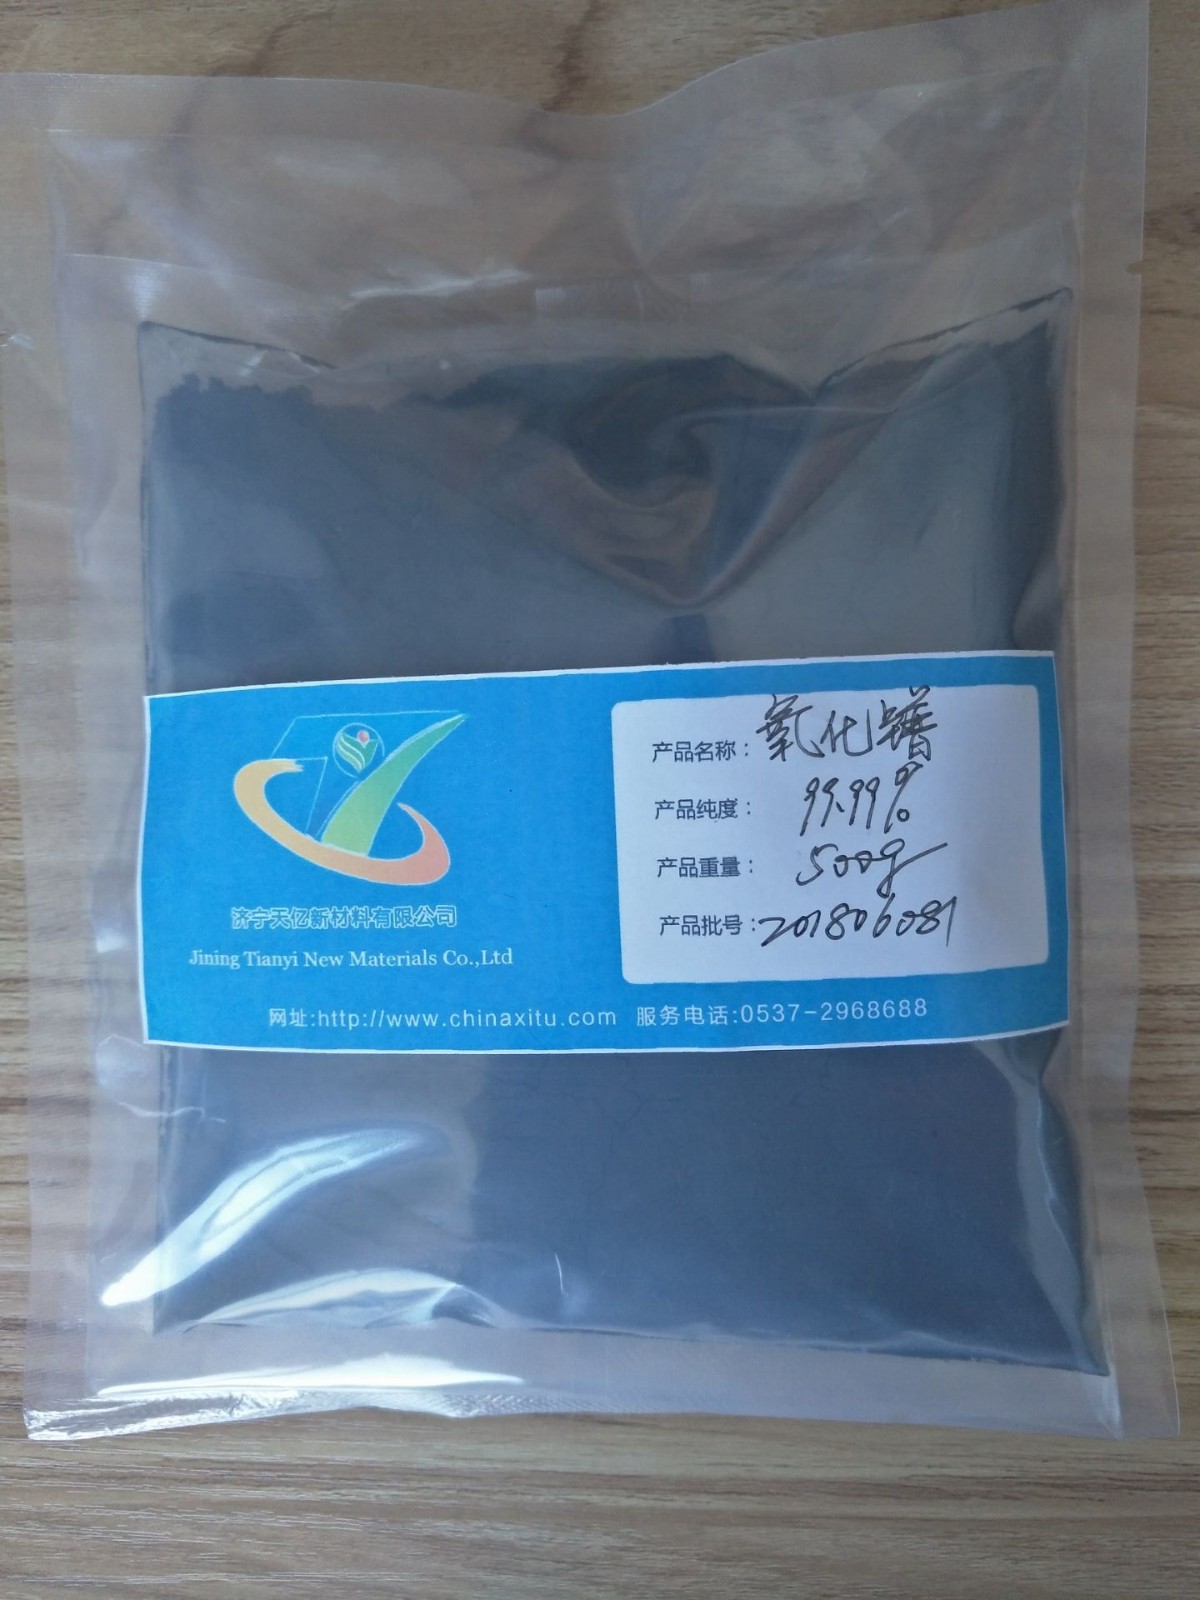 产品名称：氧化镨
产品纯度：99.99%
产品重量：500g
产品批号：201806081
济宁天亿新材料有限公司
Jining Tianyi New Materials Co.,Ltd
网址:http://www.chinaxitu.com 服务电话:0537-2968688